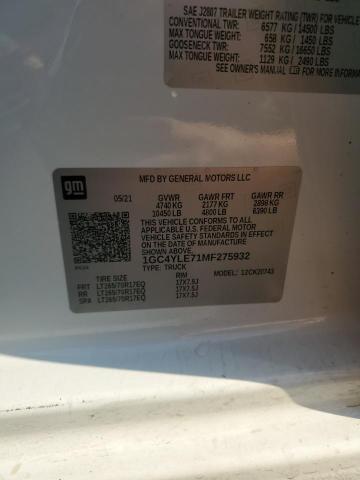 SAE J2807 TRAILER WEIGHT RATING (TWR) FOR VEHICLE
CONVENTIONAL TWR: 6577 KG/ 14500 LBS
MAX TONGUE WEIGHT: 658 KG/ 1450 LBS
GOOSENECK TWR: 7552 KG/ 16650 LBS
MAX TONGUE WEIGHT: 1129 KG/ 2490 LBS
SEE OWNER'S MANUAL FOR ADDITIONAL
gm
MFD BY GENERAL MOTORS LLC
05/21 GVWR GAWR FRT GAWR RR
4740 KG 2177 KG 2898 KG
10450 LB 4800 LB 6390 LB
THIS VEHICLE CONFORMS TO ALL
APPLICABLE U.S. FEDERAL MOTOR
VEHICLE SAFETY STANDARDS IN EFFECT ON
THE DATE OF MANUFACTURE SHOWN ABOVE.
1GC4YLE71MF275932
TYPE: TRUCK 12CK20743
TIRE SIZE RIM
FRT LT265/70R17EQ 17X7.5J
RR LT265/70R17EQ 17X7.5J
SPA LT265/70R17EQ 17X7.5J